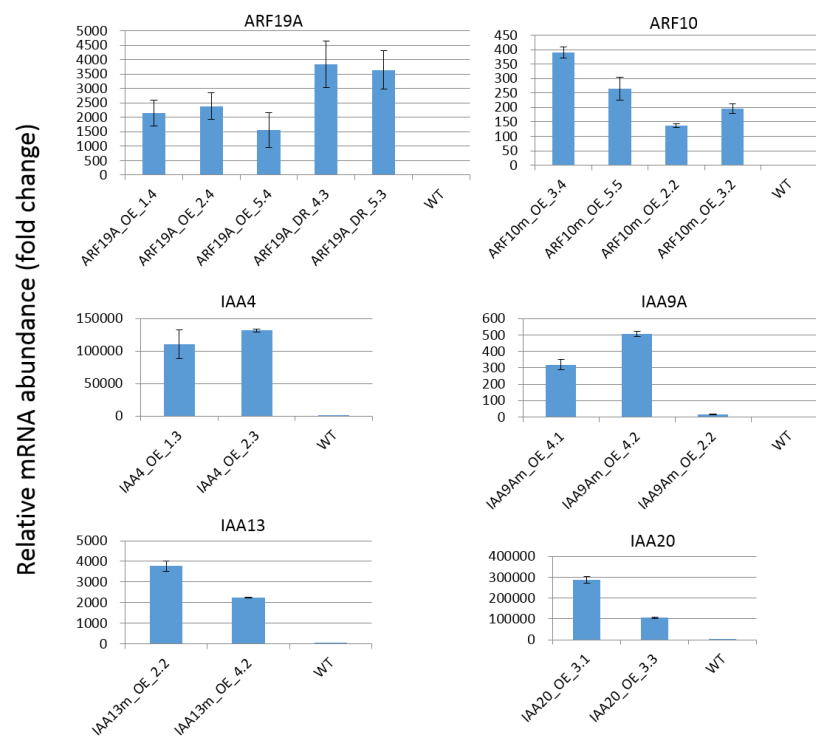 Relative mRNA abundance (fold change)
ARF19A
5000
4500
4000
3500
3000
2500
2000
1500
1000
500
0
ARF19A_OE_1.4
ARF19A_OE_2.4
ARF19A_OE_5.4
ARF19A_DR_4.3
ARF19A_DR_5.3
WT
ARF10
450
400
350
300
250
200
150
100
50
0
ARF10m_OE_3.4
ARF10m_OE_5.5
ARF10m_OE_2.2
ARF10m_OE_3.2
WT
IAA4
150000
100000
50000
0
IAA4_OE_1.3
IAA4_OE_2.3
WT
IAA9A
600
500
400
300
200
100
0
IAA9Am_OE_4.1
IAA9Am_OE_4.2
IAA9Am_OE_2.2
WT
IAA13
5000
4000
3000
2000
1000
0
IAA13m_OE_2.2
IAA13m_OE_4.2
WT
IAA20
400000
300000
200000
100000
0
IAA20_OE_3.1
IAA20_OE_3.3
WT